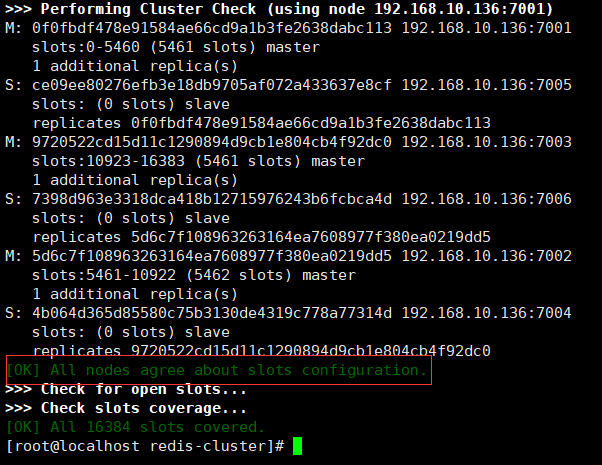 >>> Performing Cluster Check (using node 192.168.10.136:7001)
M: 0f0fbdf478e91584ae66cd9a1b3fe2638dabc113 192.168.10.136:7001
   slots:0-5460 (5461 slots) master
   1 additional replica(s)
S: ce09ee80276efb3e18db9705af072a433637e8cf 192.168.10.136:7005
   slots: (0 slots) slave
   replicates 0f0fbdf478e91584ae66cd9a1b3fe2638dabc113
M: 9720522cd15d11c1290894d9cb1e804cb4f92dc0 192.168.10.136:7003
   slots:10923-16383 (5461 slots) master
   1 additional replica(s)
S: 7398d963e3318dca418b12715976243b6fcbca4d 192.168.10.136:7006
   slots: (0 slots) slave
   replicates 5d6c7f108963263164ea7608977f380ea0219dd5
M: 5d6c7f108963263164ea7608977f380ea0219dd5 192.168.10.136:7002
   slots:5461-10922 (5462 slots) master
   1 additional replica(s)
S: 4b064d365d85580c75b3130de4319c778a77314d 192.168.10.136:7004
   slots: (0 slots) slave
   replicates 9720522cd15d11c1290894d9cb1e804cb4f92dc0
[OK] All nodes agree about slots configuration.
>>> Check for open slots...
>>> Check slots coverage...
[OK] All 16384 slots covered.
[root@localhost redis-cluster]#